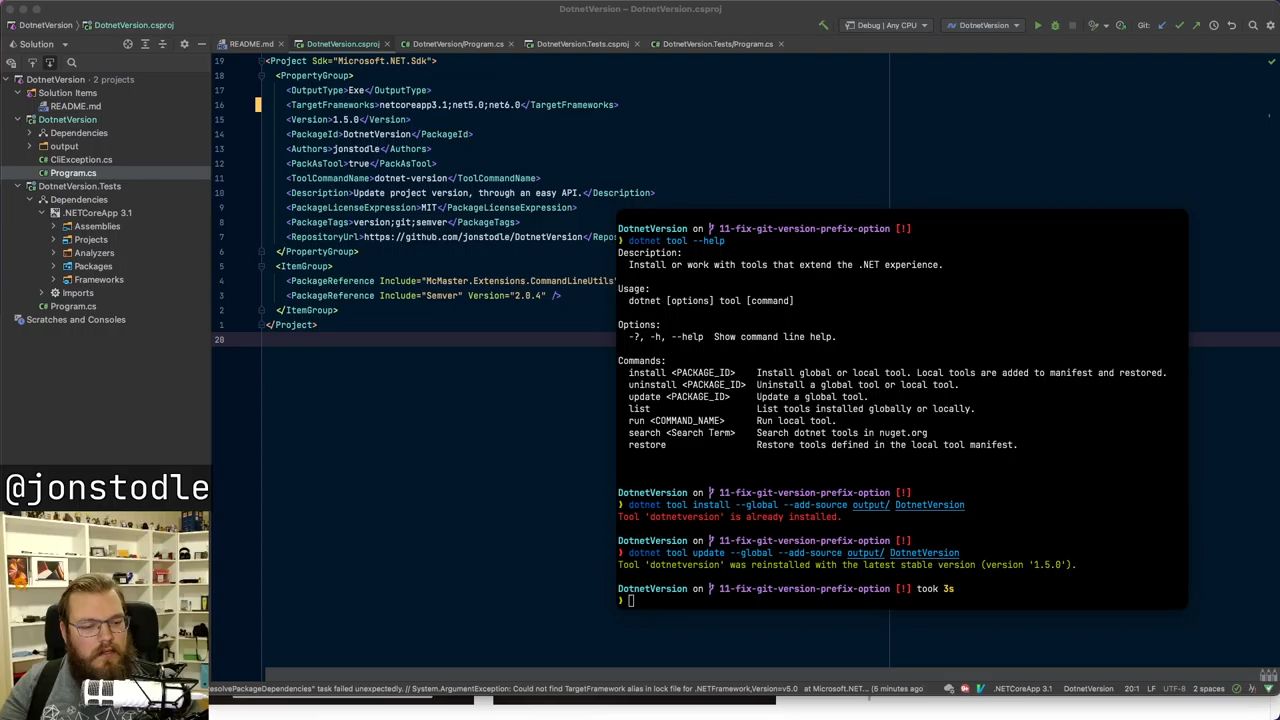 DotnetVersion – DotnetVersion.csproj
DotnetVersion
DotnetVersion.csproj
Debug | Any CPU
DotnetVersion
Git:
Solution
README.md
DotnetVersion.csproj
DotnetVersion/Program.cs
DotnetVersion.Tests.csproj
DotnetVersion.Tests/Program.cs
DotnetVersion · 2 projects
Solution Items
README.md
DotnetVersion
Dependencies
output
CliException.cs
Program.cs
DotnetVersion.Tests
Dependencies
.NETCoreApp 3.1
Assemblies
Projects
Analyzers
Packages
Frameworks
Imports
Program.cs
Scratches and Consoles
19 <Project Sdk="Microsoft.NET.Sdk">
18 <PropertyGroup>
17 <OutputType>Exe</OutputType>
16 <TargetFrameworks>netcoreapp3.1;net5.0;net6.0</TargetFrameworks>
15 <Version>1.5.0</Version>
14 <PackageId>DotnetVersion</PackageId>
13 <Authors>jonstodle</Authors>
12 <PackAsTool>true</PackAsTool>
11 <ToolCommandName>dotnet-version</ToolCommandName>
10 <Description>Update project version, through an easy API.</Description>
9 <PackageLicenseExpression>MIT</PackageLicenseExpression>
8 <PackageTags>version;git;semver</PackageTags>
7 <RepositoryUrl>https://github.com/jonstodle/DotnetVersion</Repos
6 </PropertyGroup>
5 <ItemGroup>
4 <PackageReference Include="McMaster.Extensions.CommandLineUtils"
3 <PackageReference Include="Semver" Version="2.0.4" />
2 </ItemGroup>
1 </Project>
20
DotnetVersion on 11-fix-git-version-prefix-option [!]
❯ dotnet tool --help
Description:
Install or work with tools that extend the .NET experience.
Usage:
dotnet [options] tool [command]
Options:
-?, -h, --help Show command line help.
Commands:
install <PACKAGE_ID> Install global or local tool. Local tools are added to manifest and restored.
uninstall <PACKAGE_ID> Uninstall a global tool or local tool.
update <PACKAGE_ID> Update a global tool.
list List tools installed globally or locally.
run <COMMAND_NAME> Run local tool.
search <Search Term> Search dotnet tools in nuget.org
restore Restore tools defined in the local tool manifest.
DotnetVersion on 11-fix-git-version-prefix-option [!]
❯ dotnet tool install --global --add-source output/ DotnetVersion
Tool 'dotnetversion' is already installed.
DotnetVersion on 11-fix-git-version-prefix-option [!]
❯ dotnet tool update --global --add-source output/ DotnetVersion
Tool 'dotnetversion' was reinstalled with the latest stable version (version '1.5.0').
DotnetVersion on 11-fix-git-version-prefix-option [!] took 3s
❯
@jonstodle
esolvePackageDependencies" task failed unexpectedly. // System.ArgumentException: Could not find TargetFramework alias in lock file for .NETFramework,Version=v5.0 at Microsoft.NET... (5 minutes ago
.NETCoreApp 3.1
DotnetVersion
20:1
LF
UTF-8
2 spaces